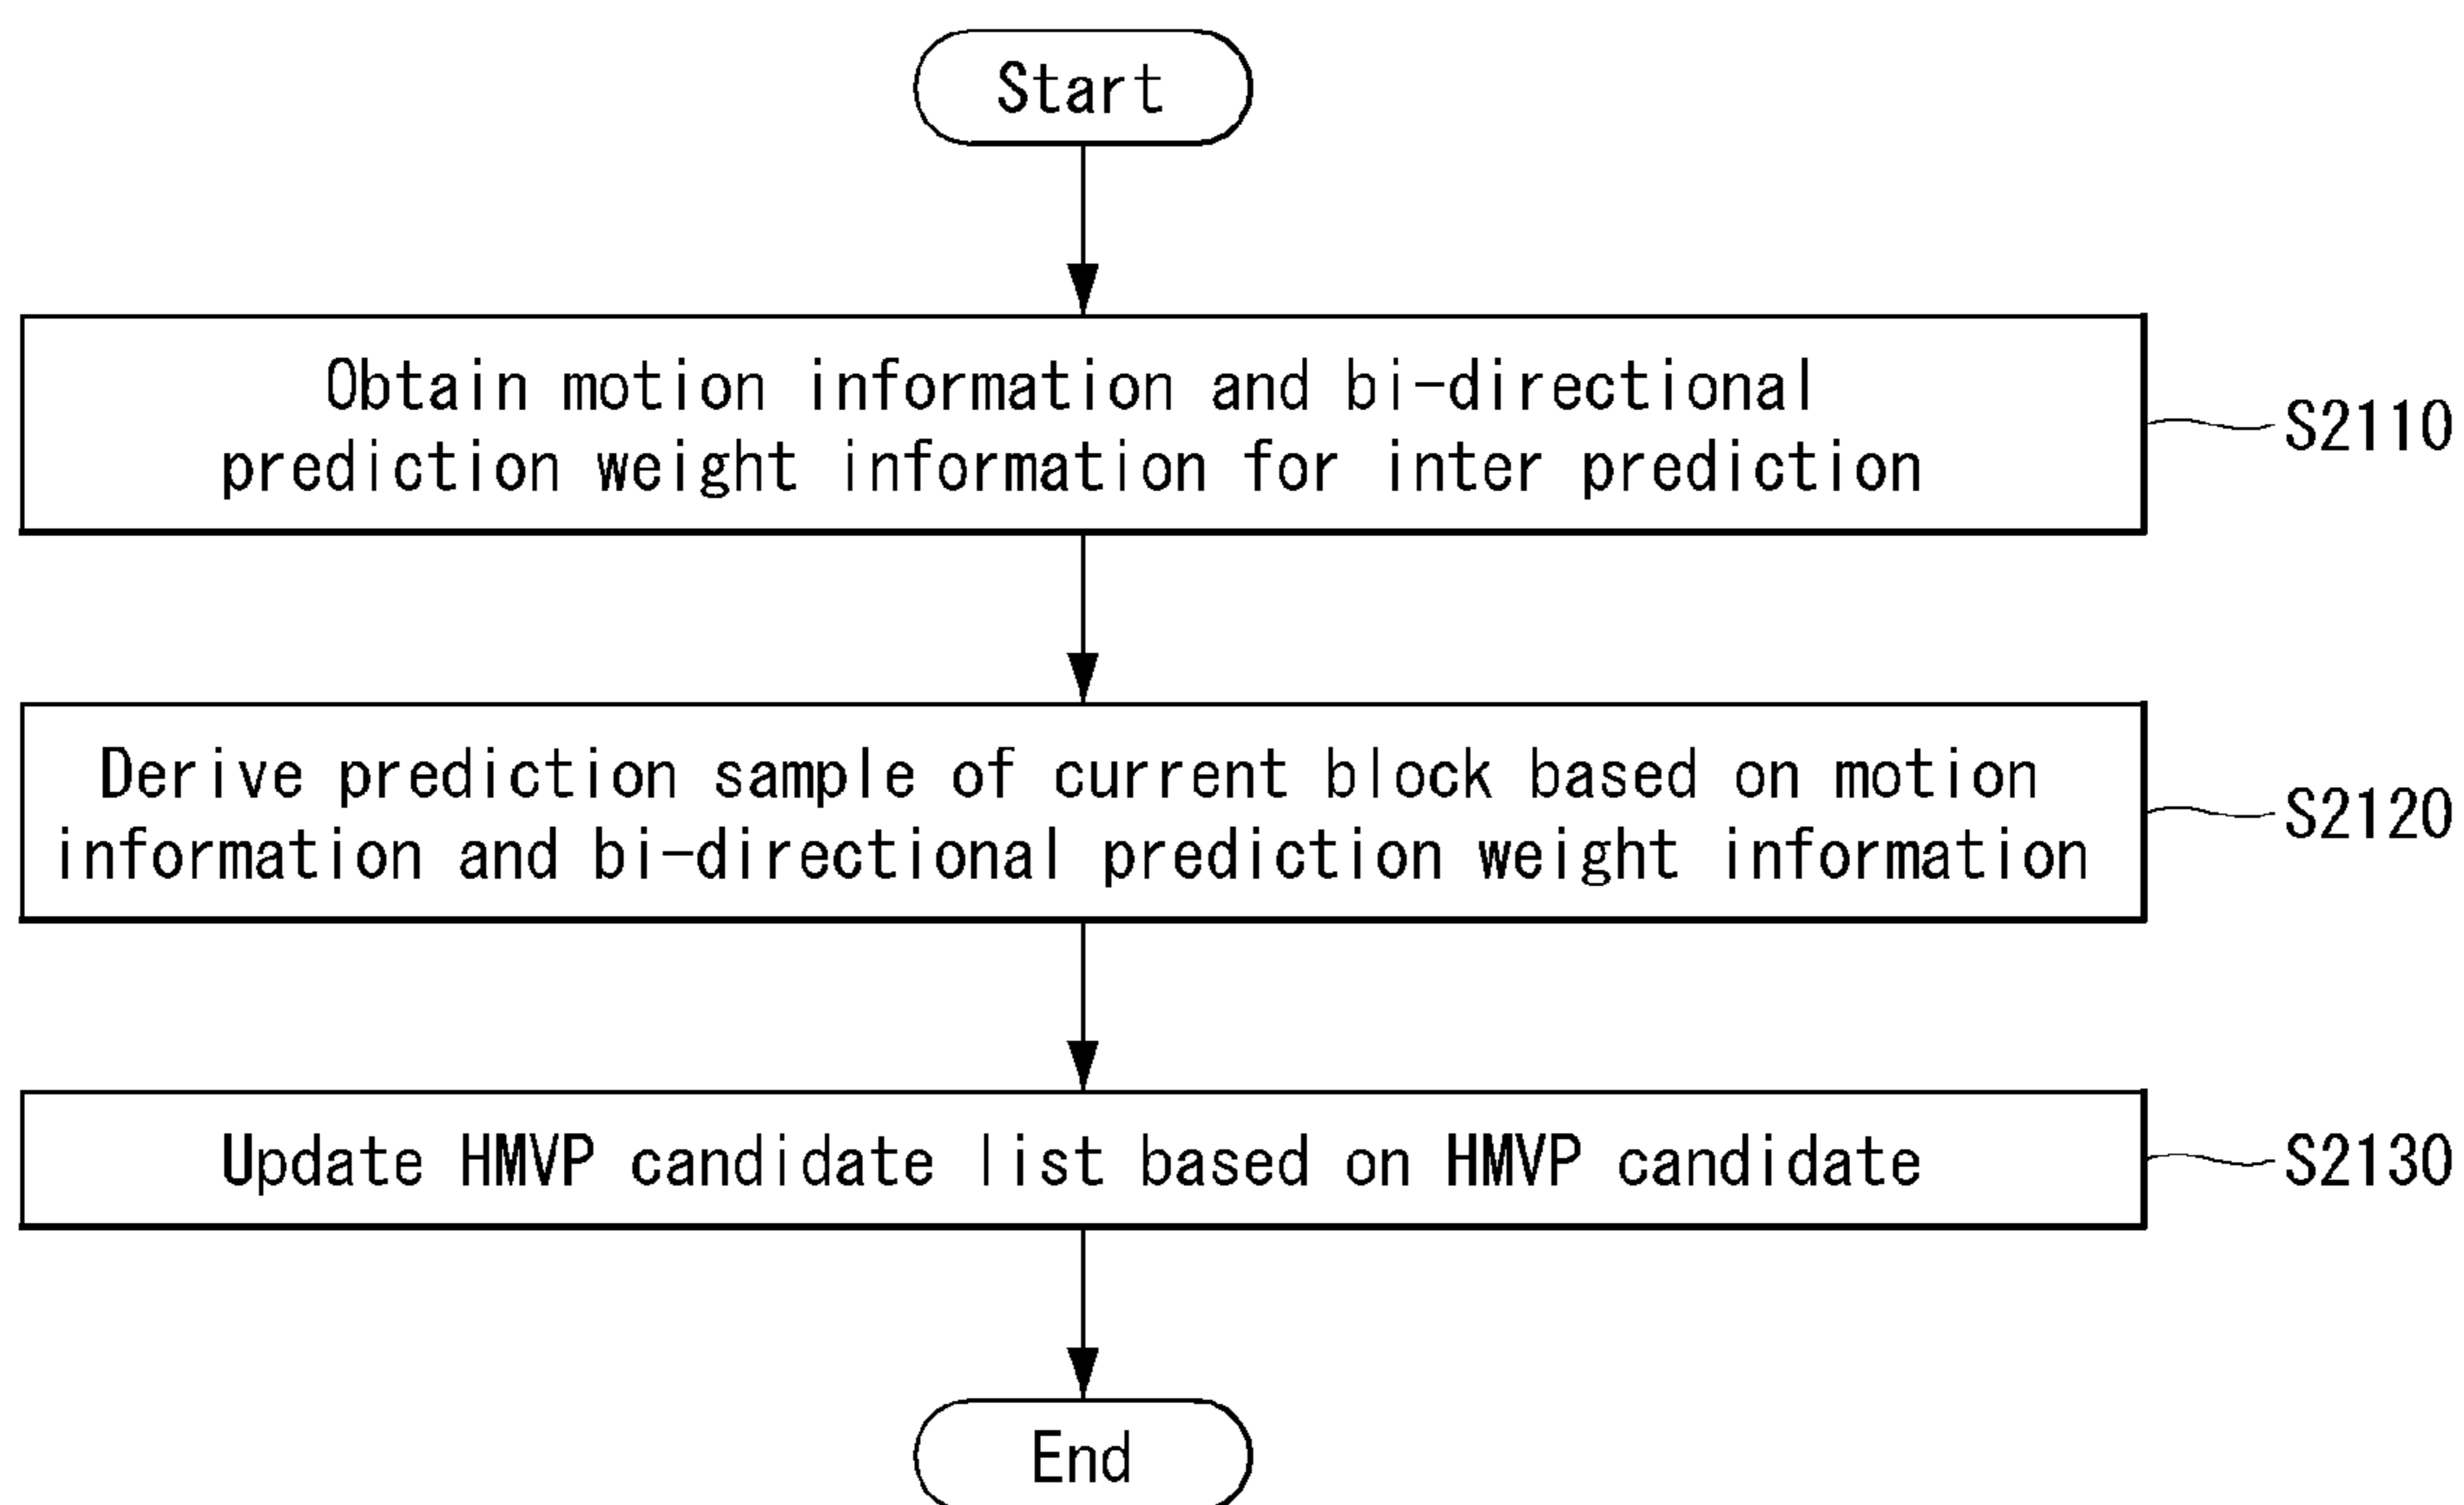 Start
Obtain motion information and bi-directional
prediction weight information for inter prediction
S2110
Derive prediction sample of current block based on motion
information and bi-directional prediction weight information
S2120
Update HMVP candidate list based on HMVP candidate
S2130
End